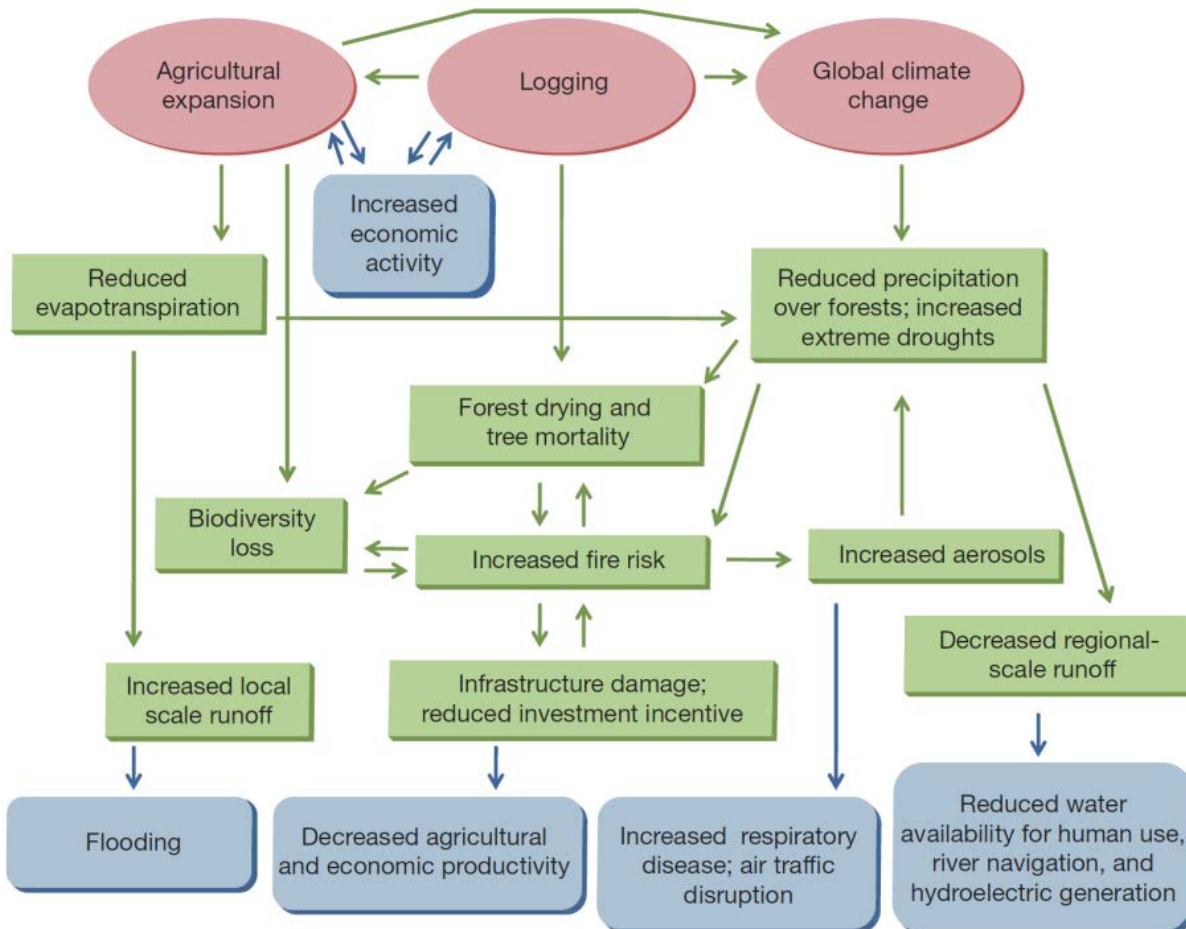 Agricultural
expansion
Logging
Global climate
change
Increased
economic
activity
Reduced
evapotranspiration
Reduced precipitation
over forests; increased
extreme droughts
Forest drying and
tree mortality
Biodiversity
loss
Increased fire risk
Increased aerosols
Increased local
scale runoff
Infrastructure damage;
reduced investment incentive
Decreased regional-
scale runoff
Flooding
Decreased agricultural
and economic productivity
Increased respiratory
disease; air traffic
disruption
Reduced water
availability for human use,
river navigation, and
hydroelectric generation